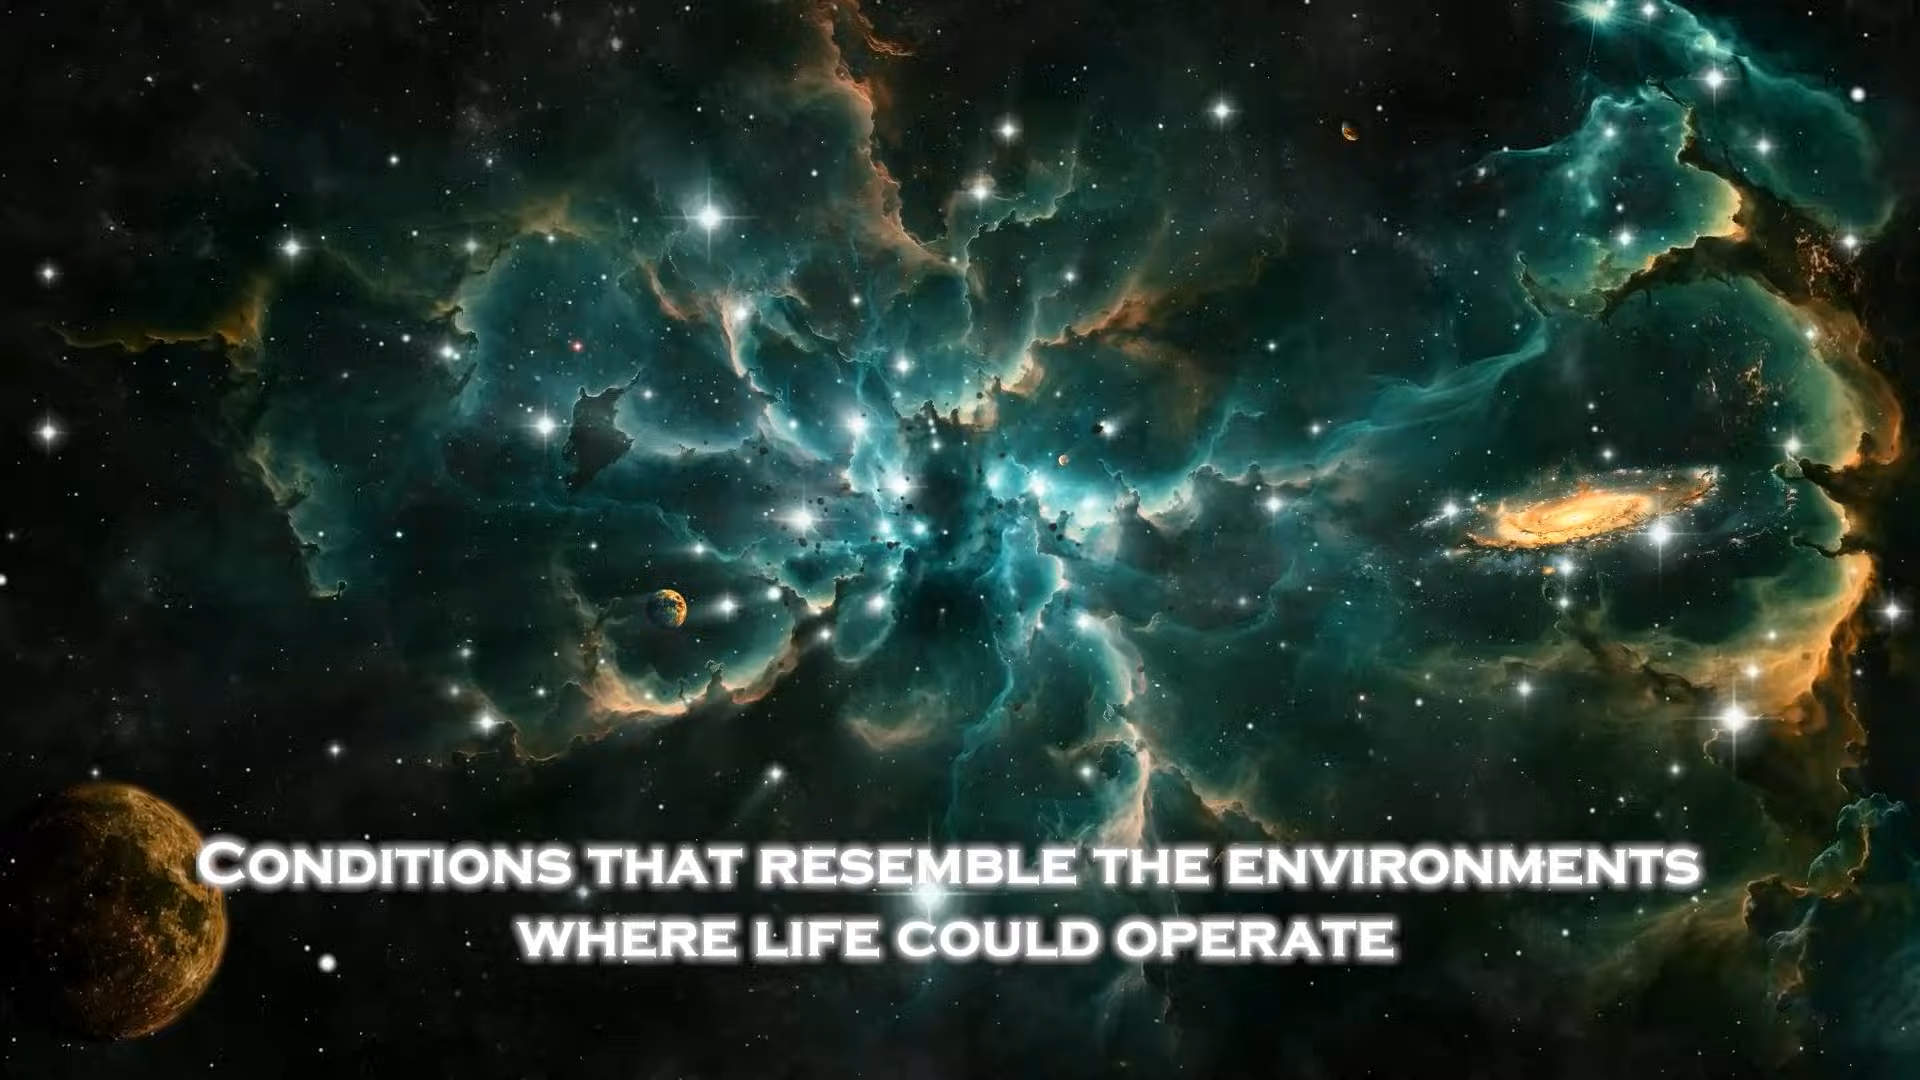 Conditions that resemble the environments
where life could operate